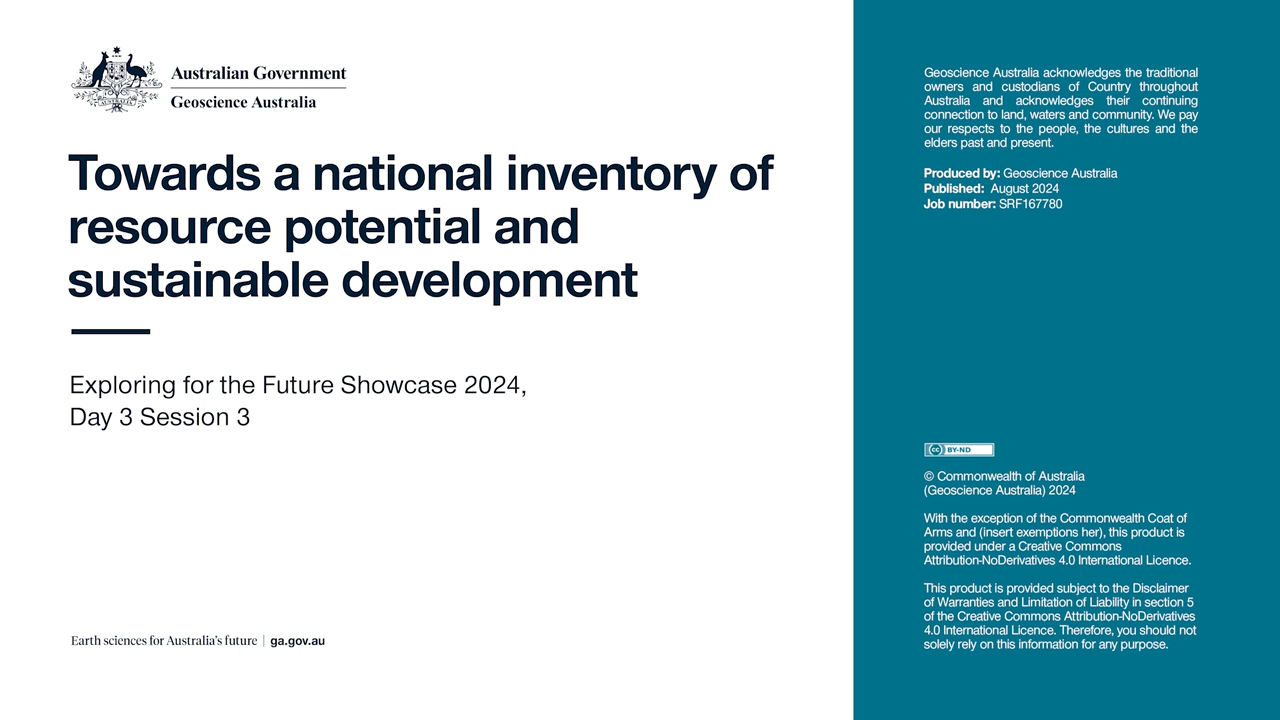 Australian Government
Geoscience Australia
Towards a national inventory of
resource potential and
sustainable development
Exploring for the Future Showcase 2024,
Day 3 Session 3
Earth sciences for Australia's future | ga.gov.au
Geoscience Australia acknowledges the traditional
owners and custodians of Country throughout
Australia and acknowledges their continuing
connection to land, waters and community. We pay
our respects to the people, the cultures and the
elders past and present.
Produced by: Geoscience Australia
Published: August 2024
Job number: SRF167780
cc BY-ND
© Commonwealth of Australia
(Geoscience Australia) 2024
With the exception of the Commonwealth Coat of
Arms and (insert exemptions her), this product is
provided under a Creative Commons
Attribution-NoDerivatives 4.0 International Licence.
This product is provided subject to the Disclaimer
of Warranties and Limitation of Liability in section 5
of the Creative Commons Attribution-NoDerivatives
4.0 International Licence. Therefore, you should not
solely rely on this information for any purpose.